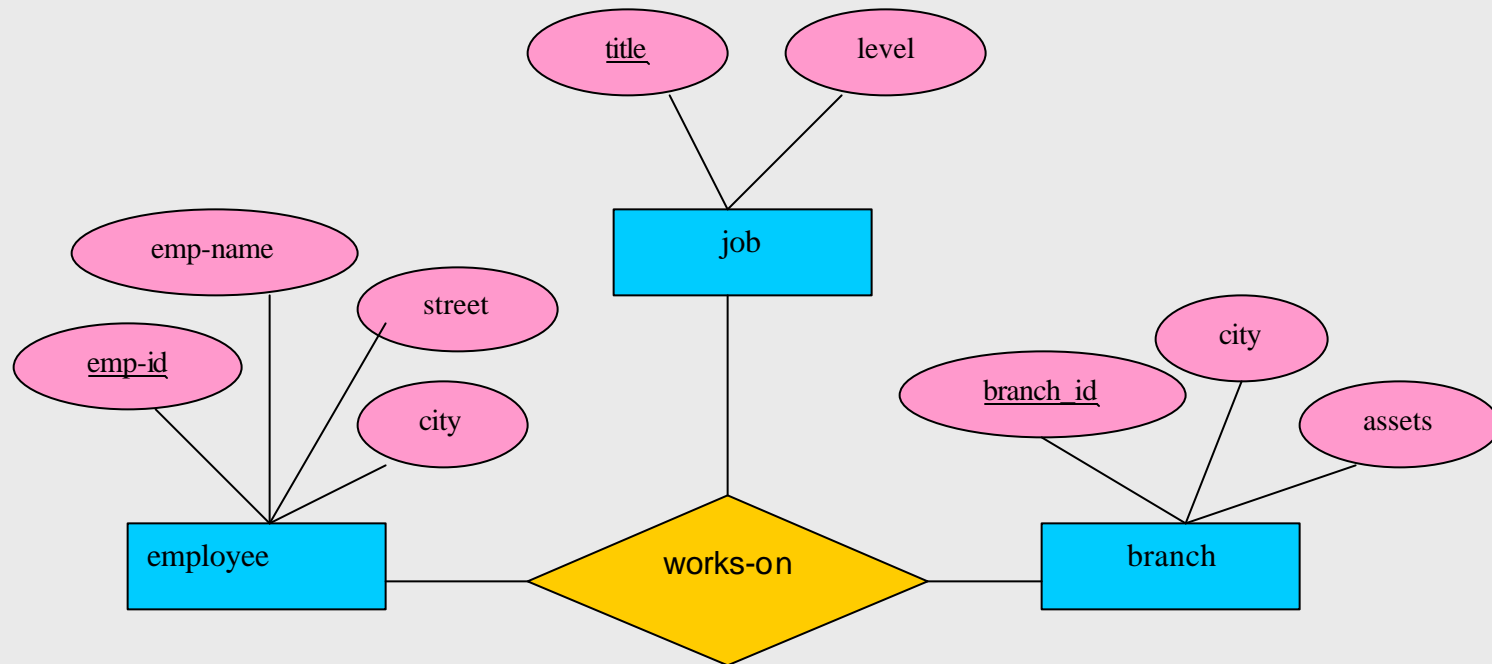 title
level
job
emp-name
street
emp-id
city
city
branch_id
assets
employee
works-on
branch